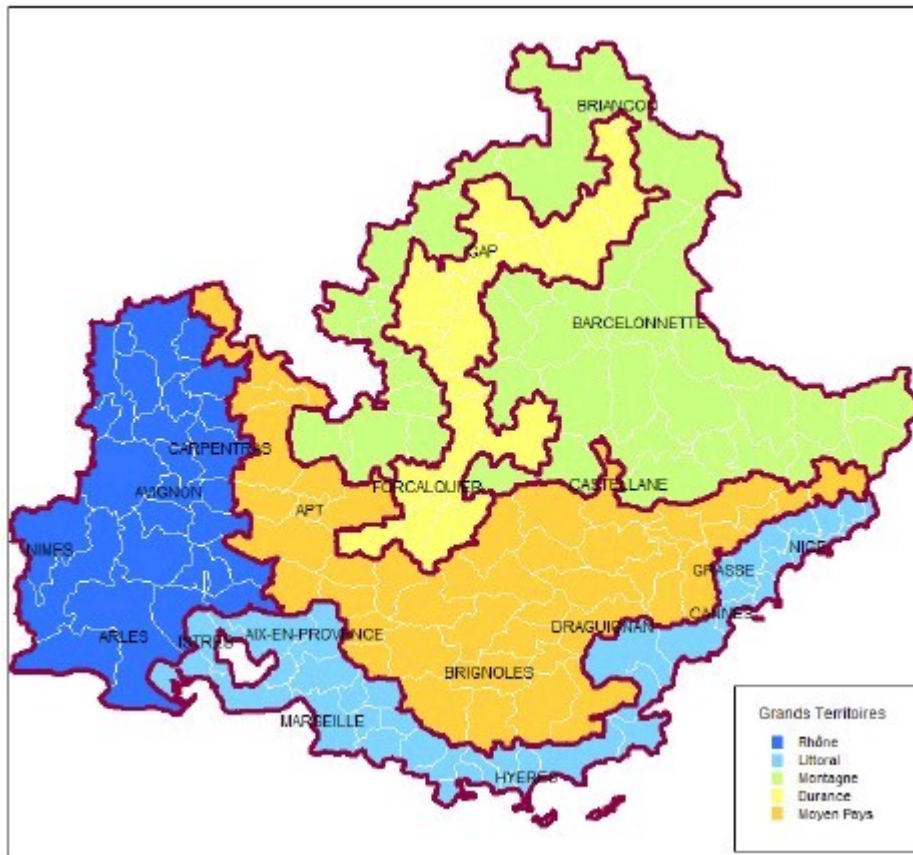 BRIANCON
GAP
BARCELONNETTE
CARPENTRAS
AVIGNON
FORCALQUIER
CASTELLANE
APT
NIMES
NICE
GRASSE
CANNES
ARLES
ISTRES
AIX-EN-PROVENCE
DRAGUIGNAN
BRIGNOLES
MARSEILLE
HYERES
Grands Territoires
Rhône
Littoral
Montagne
Durance
Moyen Pays